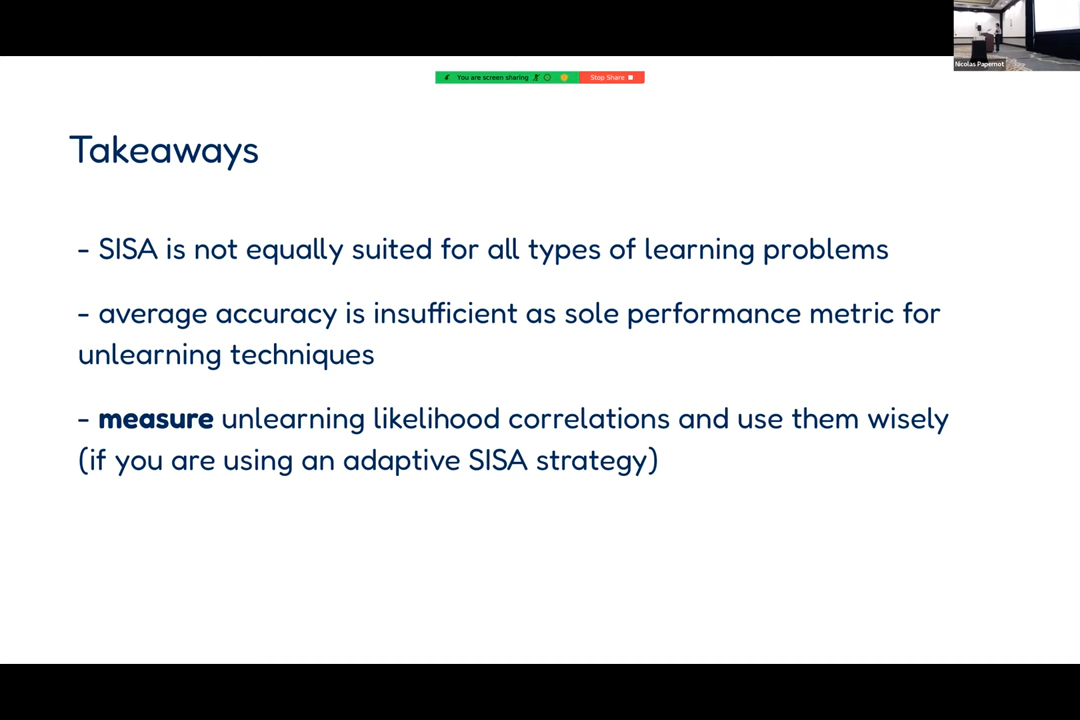 Nicolas Papernot
You are screen sharing
Stop Share
Takeaways
- SISA is not equally suited for all types of learning problems
- average accuracy is insufficient as sole performance metric for
unlearning techniques
- measure unlearning likelihood correlations and use them wisely
(if you are using an adaptive SISA strategy)